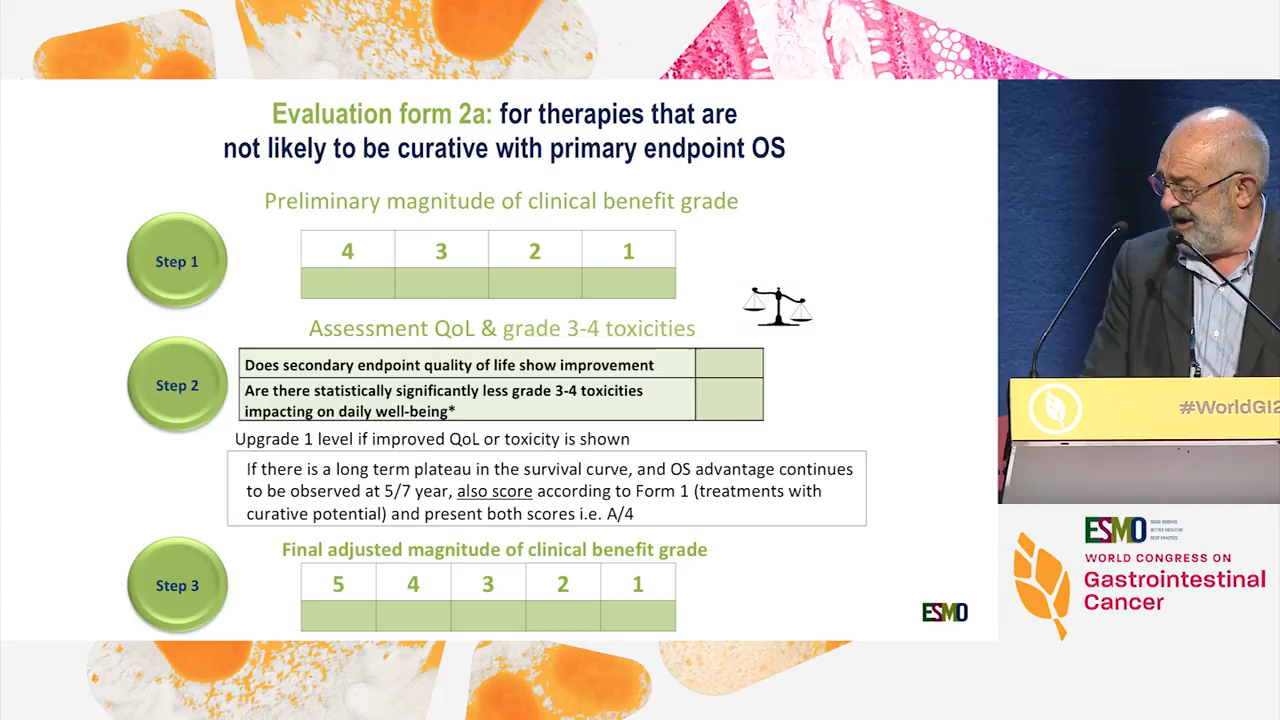 Evaluation form 2a: for therapies that are
not likely to be curative with primary endpoint OS
Preliminary magnitude of clinical benefit grade
Step 1
4 3 2 1
Assessment QoL & grade 3-4 toxicities
Step 2
Does secondary endpoint quality of life show improvement
Are there statistically significantly less grade 3-4 toxicities
impacting on daily well-being*
Upgrade 1 level if improved QoL or toxicity is shown
If there is a long term plateau in the survival curve, and OS advantage continues
to be observed at 5/7 year, also score according to Form 1 (treatments with
curative potential) and present both scores i.e. A/4
Final adjusted magnitude of clinical benefit grade
Step 3
5 4 3 2 1
ESMO
#WorldGI2
ESMO
GOOD SCIENCE
BETTER MEDICINE
BEST PRACTICE
WORLD CONGRESS ON
Gastrointestinal
Cancer